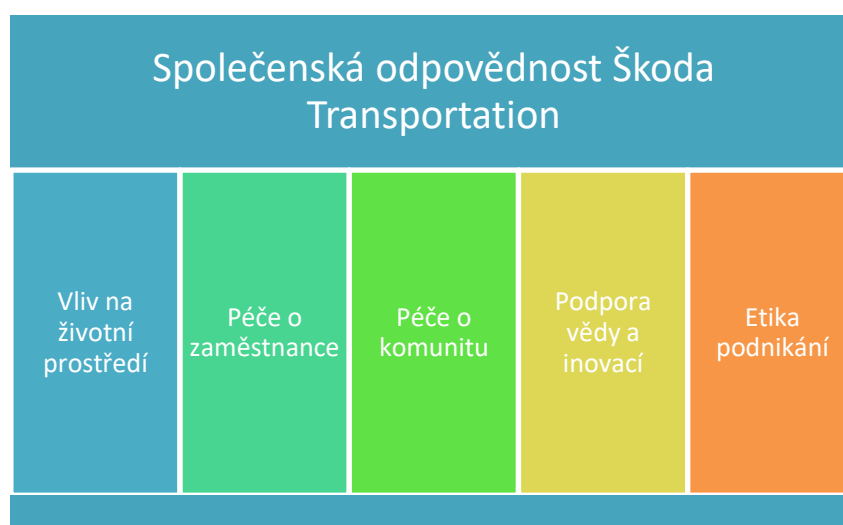 Společenská odpovědnost Škoda
Transportation
Vliv na
životní
prostředí
Péče o
zaměstnance
Péče o
komunitu
Podpora
vědy a
inovací
Etika
podnikání